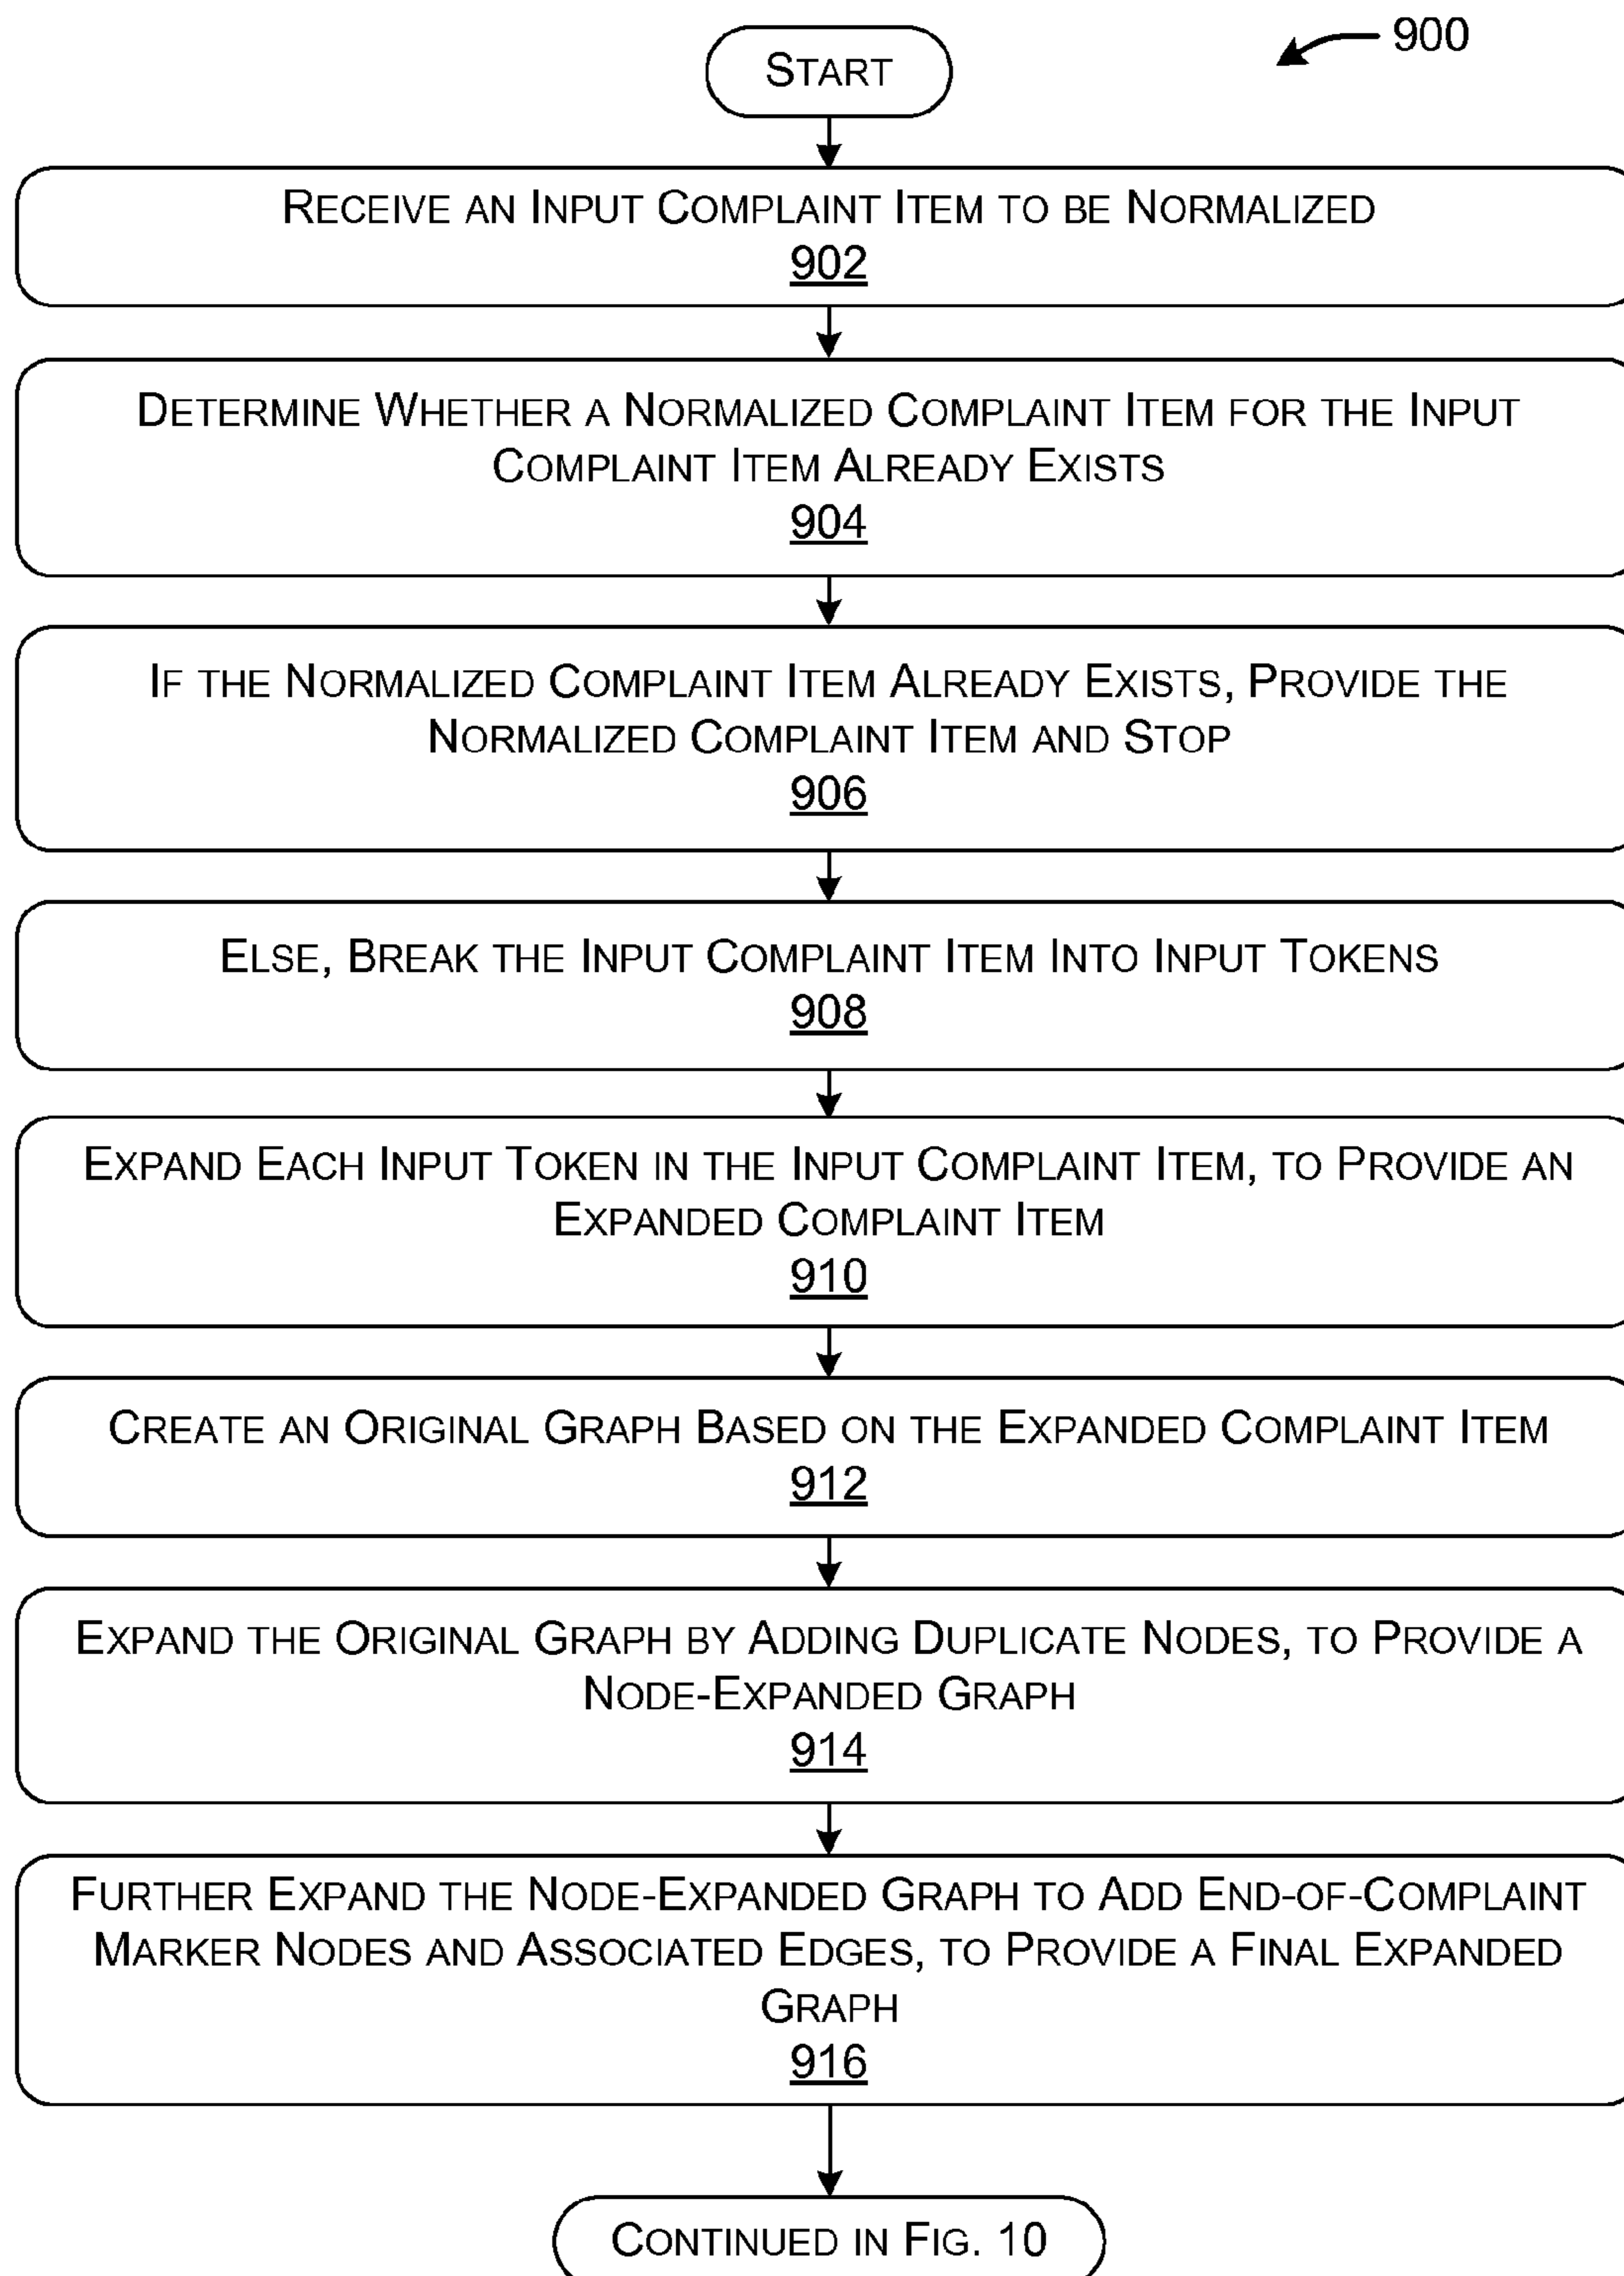 START
900
RECEIVE AN INPUT COMPLAINT ITEM TO BE NORMALIZED
902
DETERMINE WHETHER A NORMALIZED COMPLAINT ITEM FOR THE INPUT
COMPLAINT ITEM ALREADY EXISTS
904
IF THE NORMALIZED COMPLAINT ITEM ALREADY EXISTS, PROVIDE THE
NORMALIZED COMPLAINT ITEM AND STOP
906
ELSE, BREAK THE INPUT COMPLAINT ITEM INTO INPUT TOKENS
908
EXPAND EACH INPUT TOKEN IN THE INPUT COMPLAINT ITEM, TO PROVIDE AN
EXPANDED COMPLAINT ITEM
910
CREATE AN ORIGINAL GRAPH BASED ON THE EXPANDED COMPLAINT ITEM
912
EXPAND THE ORIGINAL GRAPH BY ADDING DUPLICATE NODES, TO PROVIDE A
NODE-EXPANDED GRAPH
914
FURTHER EXPAND THE NODE-EXPANDED GRAPH TO ADD END-OF-COMPLAINT
MARKER NODES AND ASSOCIATED EDGES, TO PROVIDE A FINAL EXPANDED
GRAPH
916
CONTINUED IN FIG. 10